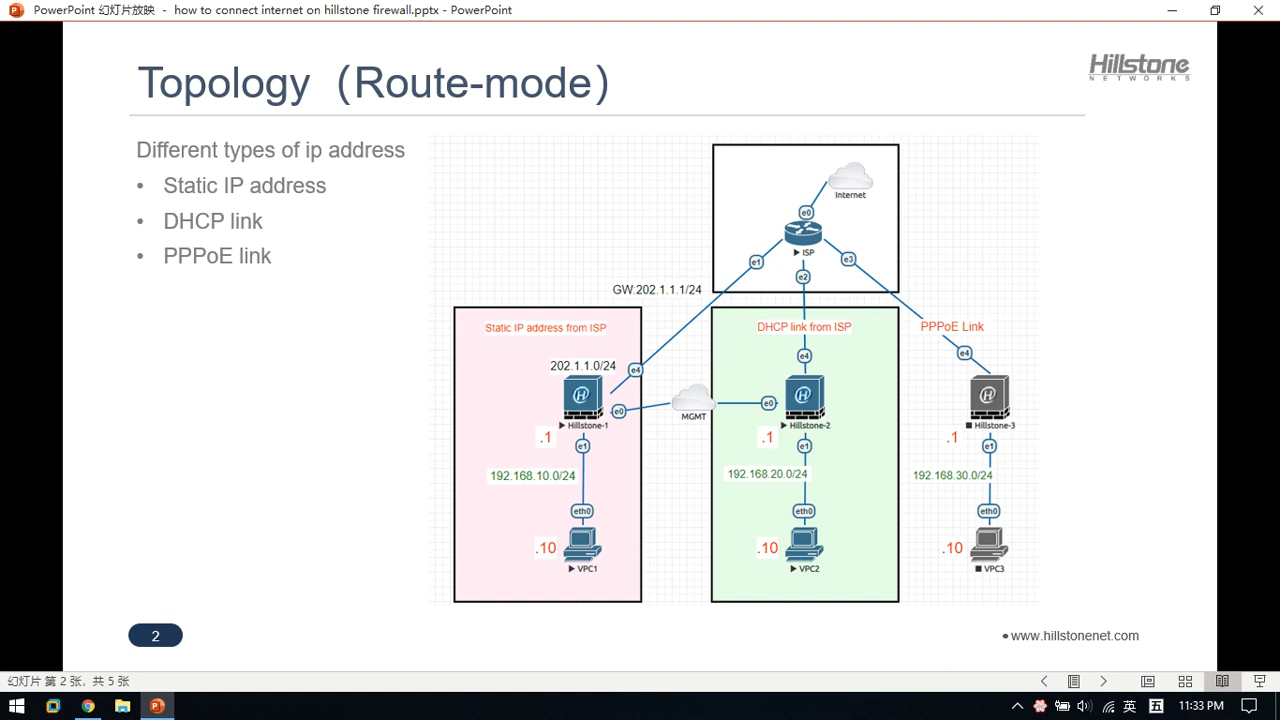 PowerPoint 幻灯片放映 - how to connect internet on hillstone firewall.pptx - PowerPoint
Topology（Route-mode）
Hillstone
NETWORKS
Different types of ip address
• Static IP address
• DHCP link
• PPPoE link
Internet
e0
ISP
e1
e2
e3
GW:202.1.1.1/24
Static IP address from ISP
DHCP link from ISP
PPPoE Link
202.1.1.0/24
e4
e4
e4
H
H
H
e0
MGMT
e0
Hillstone-1
Hillstone-2
Hillstone-3
.1
.1
.1
e1
e1
e1
192.168.10.0/24
192.168.20.0/24
192.168.30.0/24
eth0
eth0
eth0
.10
.10
.10
VPC1
VPC2
VPC3
2
•www.hillstonenet.com
幻灯片 第 2 张，共 5 张
英
五
11:33 PM